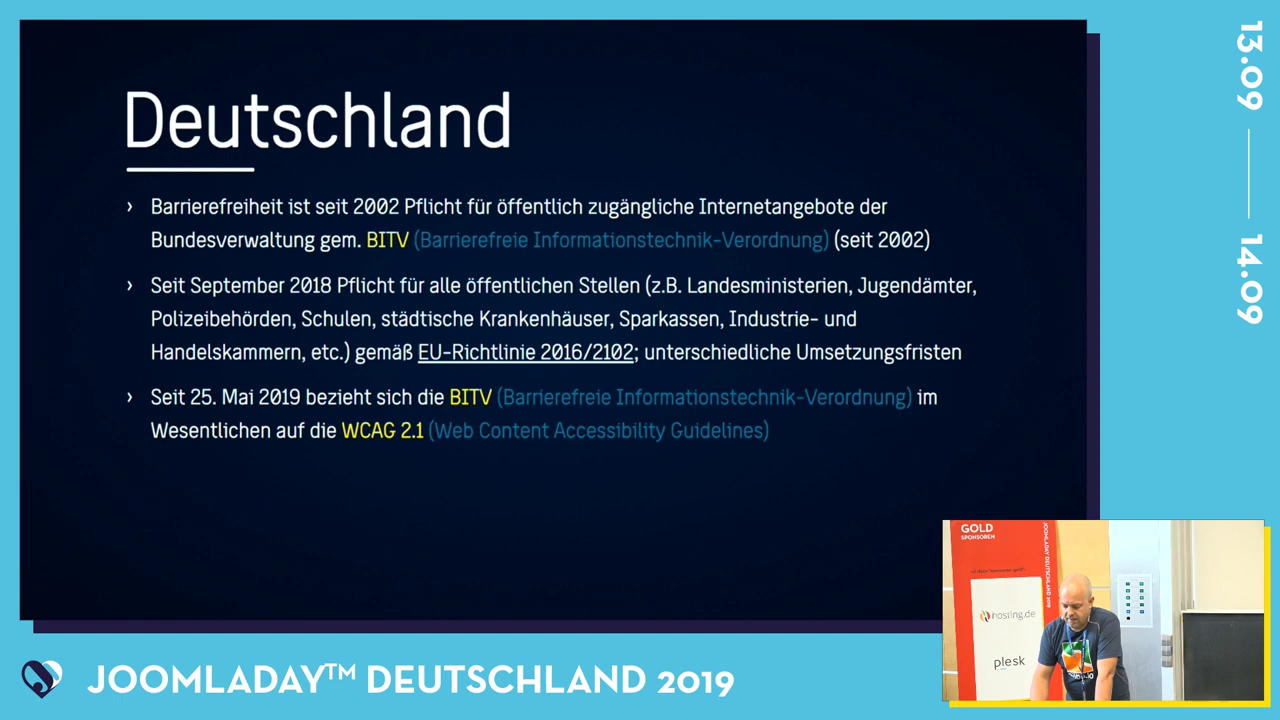 Deutschland
› Barrierefreiheit ist seit 2002 Pflicht für öffentlich zugängliche Internetangebote der
Bundesverwaltung gem. BITV (Barrierefreie Informationstechnik-Verordnung) (seit 2002)
› Seit September 2018 Pflicht für alle öffentlichen Stellen (z.B. Landesministerien, Jugendämter,
Polizeibehörden, Schulen, städtische Krankenhäuser, Sparkassen, Industrie- und
Handelskammern, etc.) gemäß EU-Richtlinie 2016/2102; unterschiedliche Umsetzungsfristen
› Seit 25. Mai 2019 bezieht sich die BITV (Barrierefreie Informationstechnik-Verordnung) im
Wesentlichen auf die WCAG 2.1 (Web Content Accessibility Guidelines)
13.09
14.09
GOLD
SPONSOREN
JOOMLADAY DEUTSCHLAND 2019
hosting.de
plesk
JOOMLADAY™ DEUTSCHLAND 2019